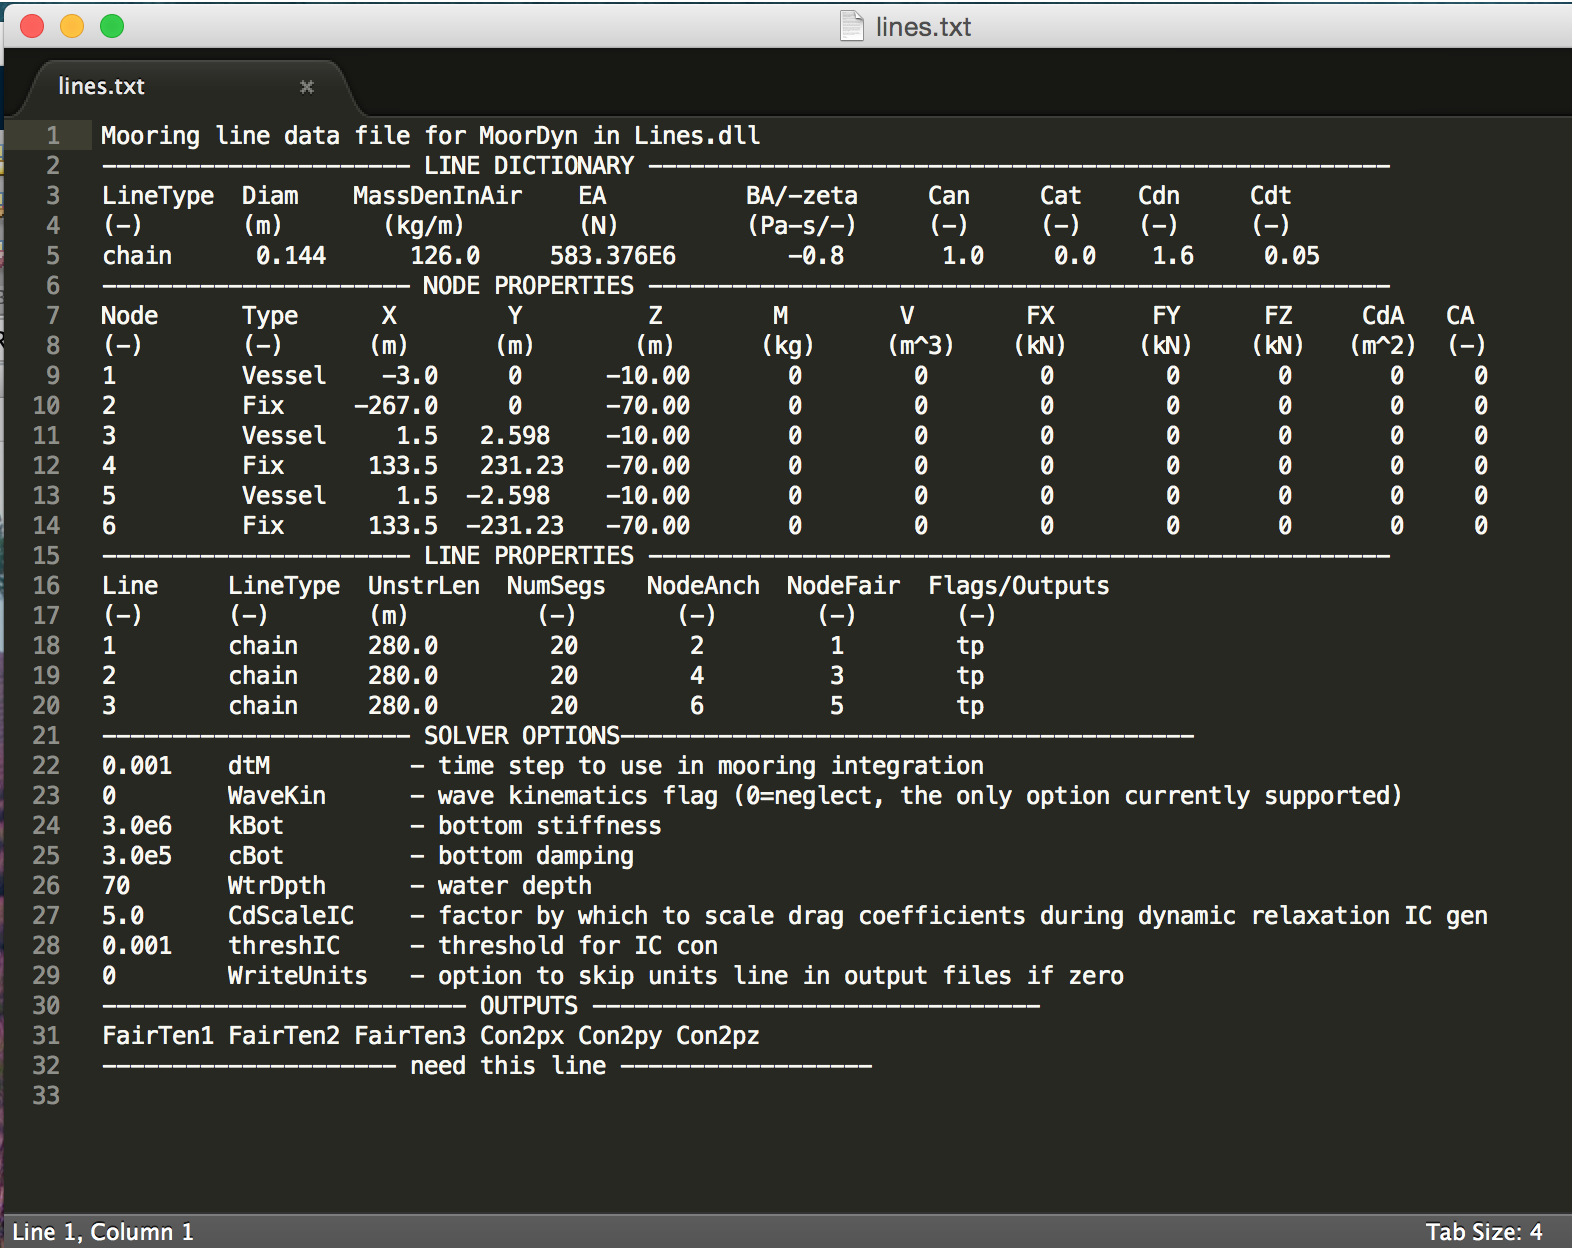 lines.txt
lines.txt ×
1 Mooring line data file for MoorDyn in Lines.dll
2 ---------------------- LINE DICTIONARY -----------------------------------------------------
3 LineType  Diam    MassDenInAir    EA          BA/-zeta     Can     Cat    Cdn     Cdt
4 (-)       (m)       (kg/m)        (N)         (Pa-s/-)     (-)     (-)    (-)     (-)
5 chain      0.144      126.0     583.376E6        -0.8       1.0     0.0    1.6     0.05
6 ---------------------- NODE PROPERTIES -----------------------------------------------------
7 Node      Type      X        Y         Z        M        V        FX       FY      FZ     CdA   CA
8 (-)       (-)      (m)      (m)       (m)      (kg)     (m^3)    (kN)     (kN)    (kN)   (m^2)  (-)
9 1         Vessel    -3.0     0      -10.00       0        0        0        0       0       0     0
10 2         Fix     -267.0     0      -70.00       0        0        0        0       0       0     0
11 3         Vessel     1.5   2.598    -10.00       0        0        0        0       0       0     0
12 4         Fix      133.5   231.23   -70.00       0        0        0        0       0       0     0
13 5         Vessel     1.5  -2.598    -10.00       0        0        0        0       0       0     0
14 6         Fix      133.5  -231.23   -70.00       0        0        0        0       0       0     0
15 ---------------------- LINE PROPERTIES -----------------------------------------------------
16 Line     LineType  UnstrLen  NumSegs   NodeAnch  NodeFair  Flags/Outputs
17 (-)      (-)       (m)         (-)       (-)       (-)       (-)
18 1        chain     280.0        20        2         1        tp
19 2        chain     280.0        20        4         3        tp
20 3        chain     280.0        20        6         5        tp
21 ---------------------- SOLVER OPTIONS-----------------------------------------
22 0.001    dtM          - time step to use in mooring integration
23 0        WaveKin      - wave kinematics flag (0=neglect, the only option currently supported)
24 3.0e6    kBot         - bottom stiffness
25 3.0e5    cBot         - bottom damping
26 70       WtrDpth      - water depth
27 5.0      CdScaleIC    - factor by which to scale drag coefficients during dynamic relaxation IC gen
28 0.001    threshIC     - threshold for IC con
29 0        WriteUnits   - option to skip units line in output files if zero
30 -------------------------- OUTPUTS --------------------------------
31 FairTen1 FairTen2 FairTen3 Con2px Con2py Con2pz
32 --------------------- need this line ------------------
33
Line 1, Column 1 Tab Size: 4